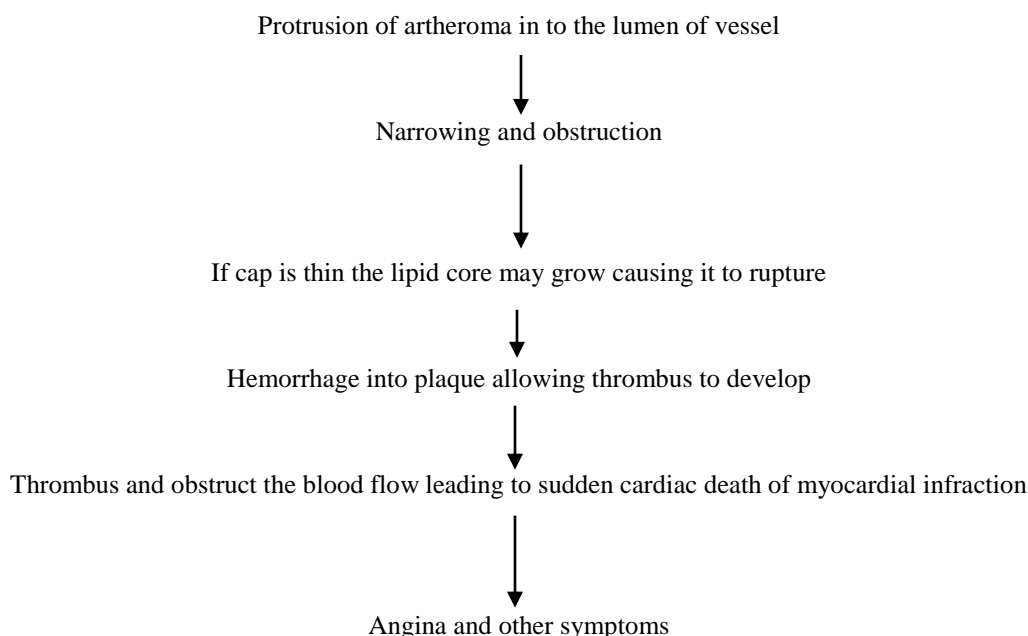 Protrusion of artheroma in to the lumen of vessel
Narrowing and obstruction
If cap is thin the lipid core may grow causing it to rupture
Hemorrhage into plaque allowing thrombus to develop
Thrombus and obstruct the blood flow leading to sudden cardiac death of myocardial infraction
Angina and other symptoms